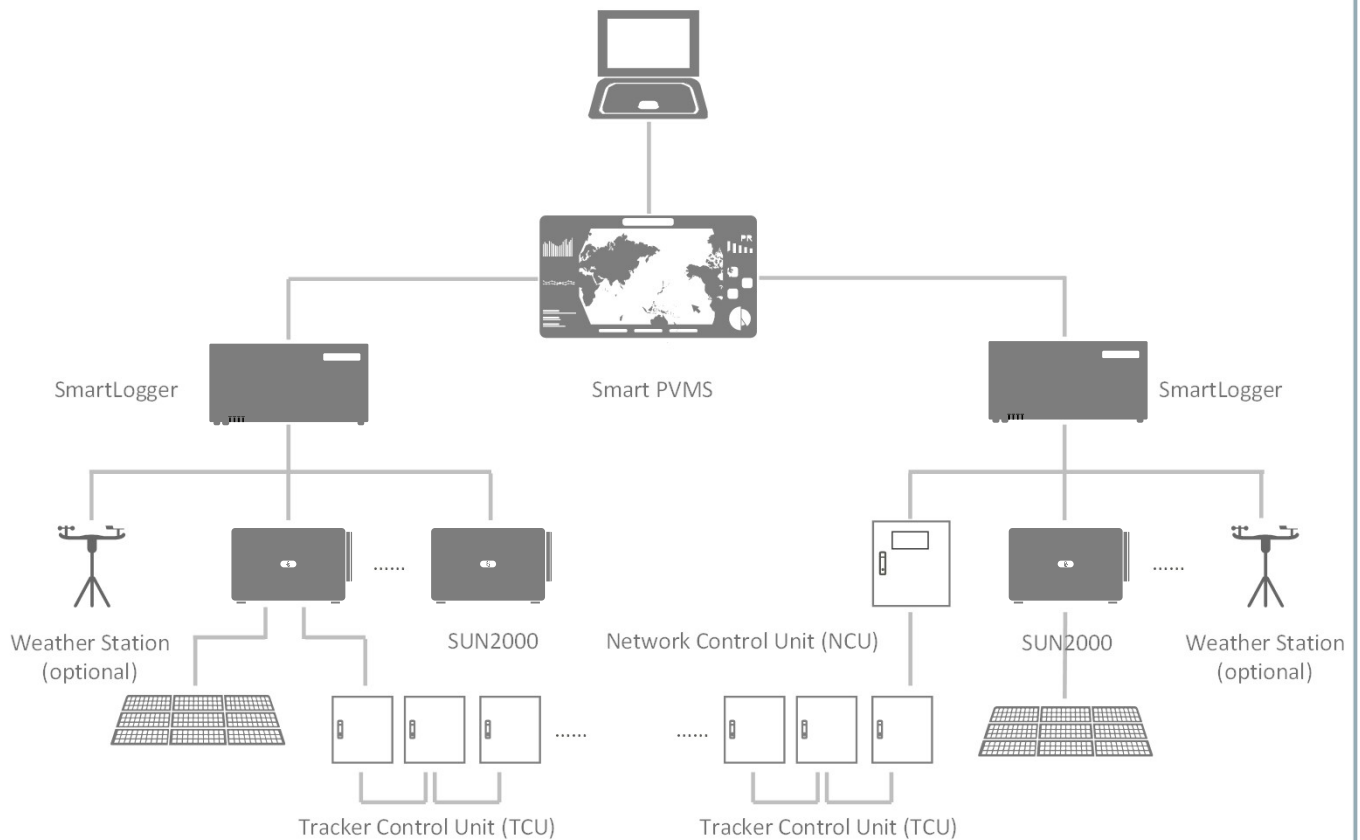 PR
SmartLogger
Smart PVMS
SmartLogger
......
......
Weather Station
(optional)
SUN2000
Network Control Unit (NCU)
SUN2000
Weather Station
(optional)
......
......
Tracker Control Unit (TCU)
Tracker Control Unit (TCU)